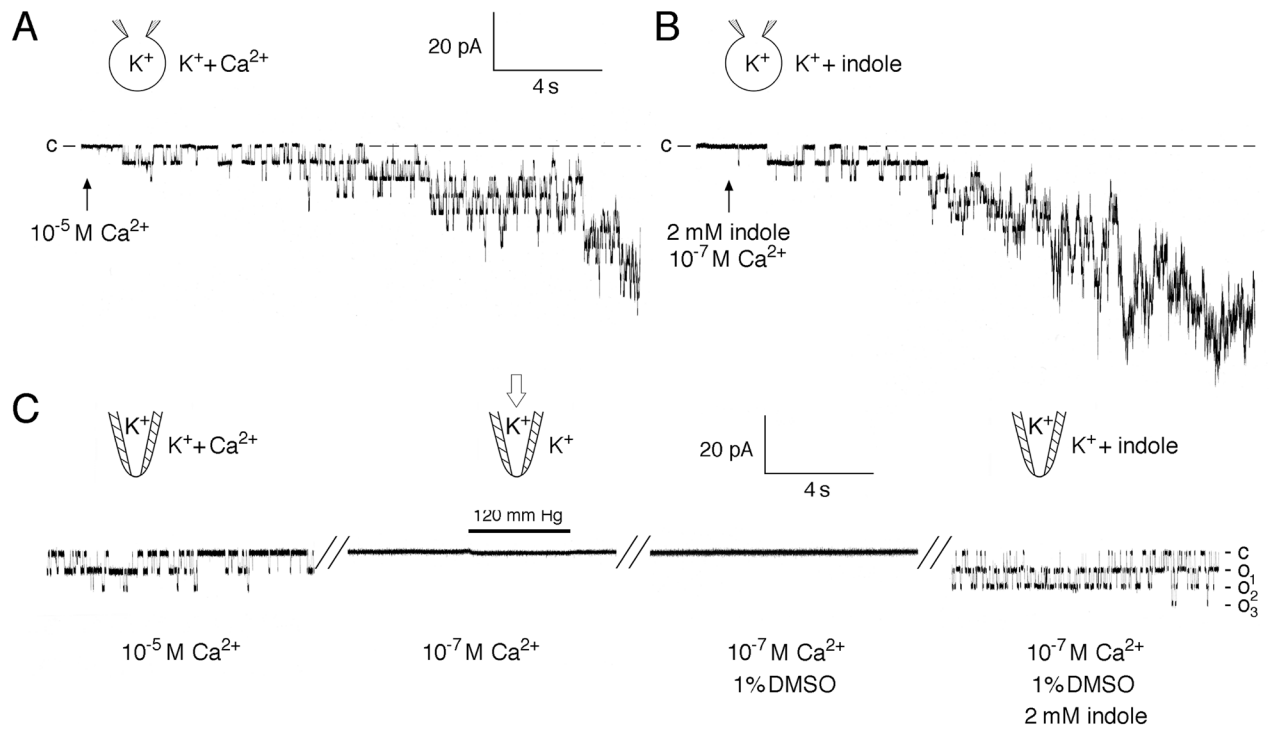 A
K⁺
K⁺ + Ca²⁺
20 pA
4 s
B
K⁺
K⁺ + indole
C
10⁻⁵ M Ca²⁺
C
2 mM indole
10⁻⁷ M Ca²⁺
C
K⁺
K⁺ + Ca²⁺
K⁺
K⁺
20 pA
4 s
K⁺
K⁺ + indole
120 mm Hg
C
O
O₁
O₂
O₃
10⁻⁵ M Ca²⁺
10⁻⁷ M Ca²⁺
10⁻⁷ M Ca²⁺
1% DMSO
10⁻⁷ M Ca²⁺
1% DMSO
2 mM indole